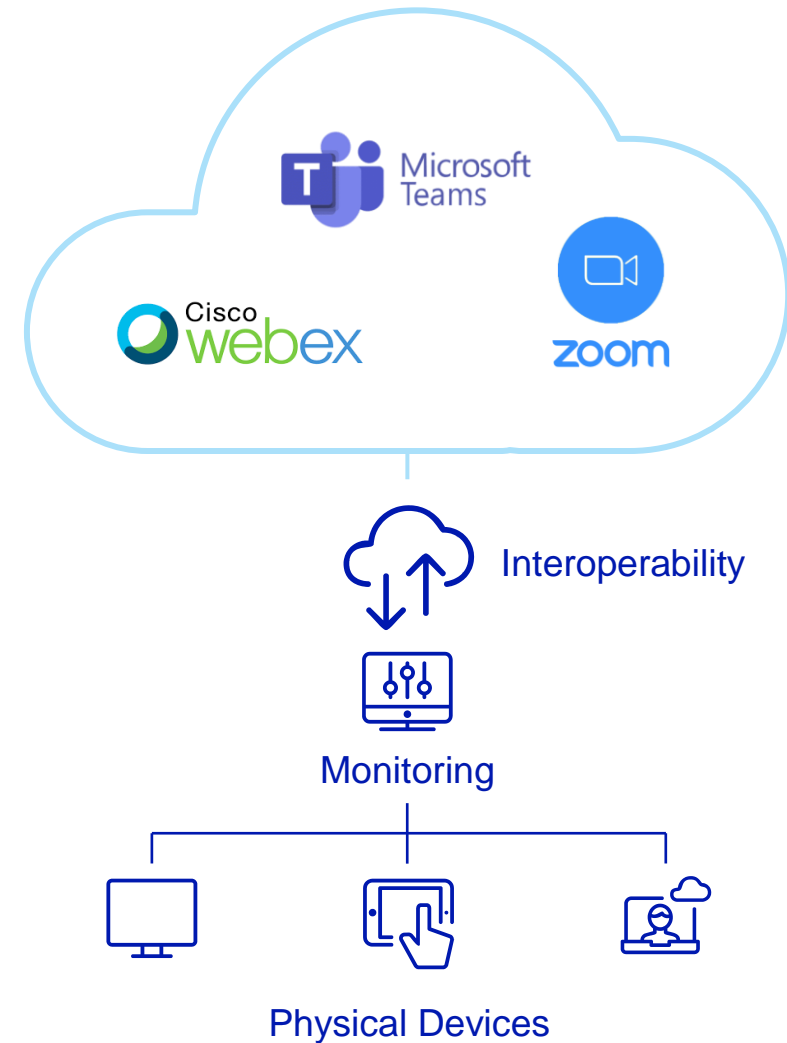 T
Microsoft
Teams
Cisco
webex
zoom
Interoperability
Monitoring
Physical Devices